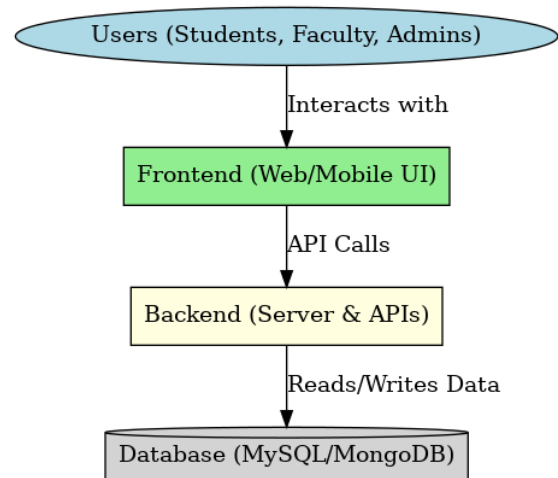 Users (Students, Faculty, Admins)
Interacts with
Frontend (Web/Mobile UI)
API Calls
Backend (Server & APIs)
Reads/Writes Data
Database (MySQL/MongoDB)